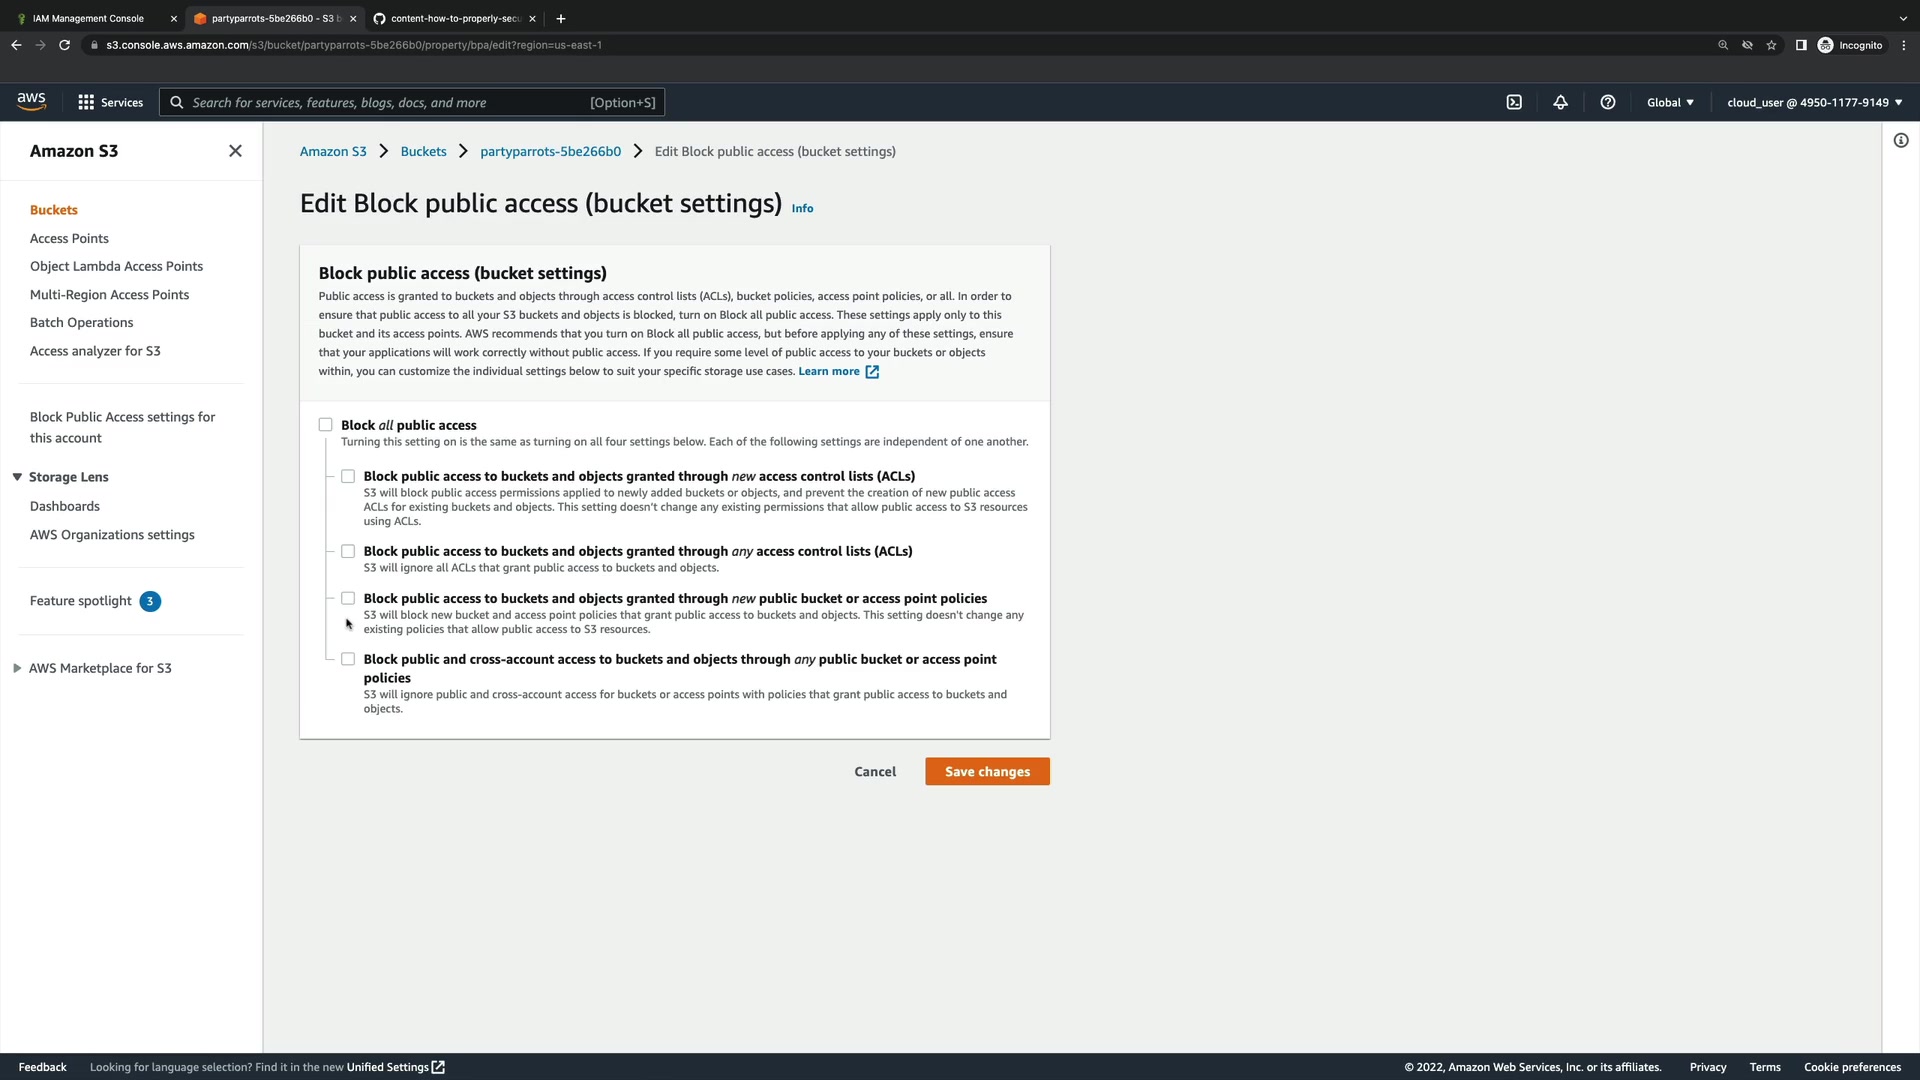 IAM Management Console
partyparrots-5be266b0 - S3 b
content-how-to-properly-secu
s3.console.aws.amazon.com/s3/bucket/partyparrots-5be266b0/property/bpa/edit?region=us-east-1
Incognito
aws
Services
Search for services, features, blogs, docs, and more
[Option+S]
Global
cloud_user @ 4950-1177-9149
Amazon S3
Buckets
Access Points
Object Lambda Access Points
Multi-Region Access Points
Batch Operations
Access analyzer for S3
Block Public Access settings for
this account
Storage Lens
Dashboards
AWS Organizations settings
Feature spotlight 3
AWS Marketplace for S3
Amazon S3 > Buckets > partyparrots-5be266b0 > Edit Block public access (bucket settings)
Edit Block public access (bucket settings) Info
Block public access (bucket settings)
Public access is granted to buckets and objects through access control lists (ACLs), bucket policies, access point policies, or all. In order to
ensure that public access to all your S3 buckets and objects is blocked, turn on Block all public access. These settings apply only to this
bucket and its access points. AWS recommends that you turn on Block all public access, but before applying any of these settings, ensure
that your applications will work correctly without public access. If you require some level of public access to your buckets or objects
within, you can customize the individual settings below to suit your specific storage use cases. Learn more
Block all public access
Turning this setting on is the same as turning on all four settings below. Each of the following settings are independent of one another.
Block public access to buckets and objects granted through new access control lists (ACLs)
S3 will block public access permissions applied to newly added buckets or objects, and prevent the creation of new public access
ACLs for existing buckets and objects. This setting doesn't change any existing permissions that allow public access to S3 resources
using ACLs.
Block public access to buckets and objects granted through any access control lists (ACLs)
S3 will ignore all ACLs that grant public access to buckets and objects.
Block public access to buckets and objects granted through new public bucket or access point policies
S3 will block new bucket and access point policies that grant public access to buckets and objects. This setting doesn't change any
existing policies that allow public access to S3 resources.
Block public and cross-account access to buckets and objects through any public bucket or access point
policies
S3 will ignore public and cross-account access for buckets or access points with policies that grant public access to buckets and
objects.
Cancel
Save changes
Feedback
Looking for language selection? Find it in the new Unified Settings
© 2022, Amazon Web Services, Inc. or its affiliates.
Privacy
Terms
Cookie preferences